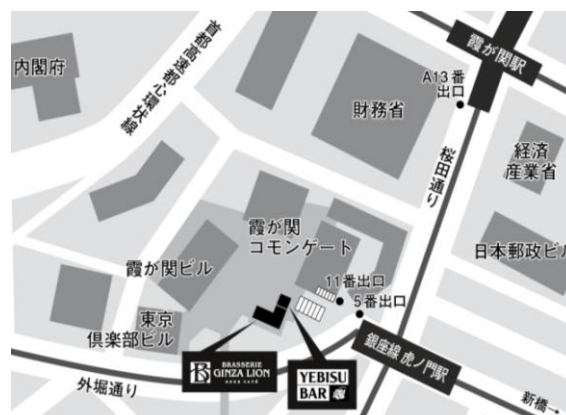 内閣府
首都高速都心環状線
財務省
A13番
出口
霞が関駅
桜田通り
経済
産業省
霞が関
コモンゲート
日本郵政ビル
霞が関ビル
11番出口
5番出口
東京
倶楽部ビル
銀座線 虎ノ門駅
外堀通り
BRASSERIE
GINZA LION
BEER CAFÉ
YEBISU
BAR
新橋→